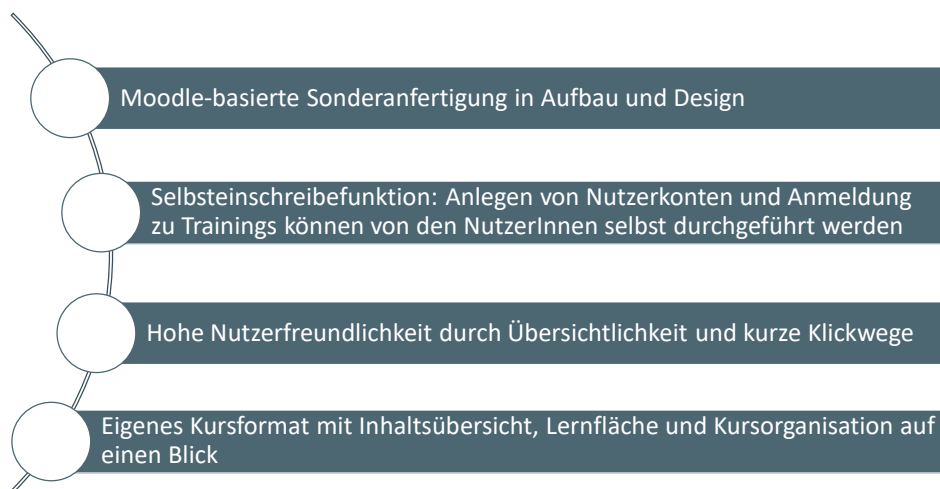 Moodle-basierte Sonderanfertigung in Aufbau und Design
Selbsteinschreibefunktion: Anlegen von Nutzerkonten und Anmeldung
zu Trainings können von den NutzerInnen selbst durchgeführt werden
Hohe Nutzerfreundlichkeit durch Übersichtlichkeit und kurze Klickwege
Eigenes Kursformat mit Inhaltsübersicht, Lernfläche und Kursorganisation auf
einen Blick